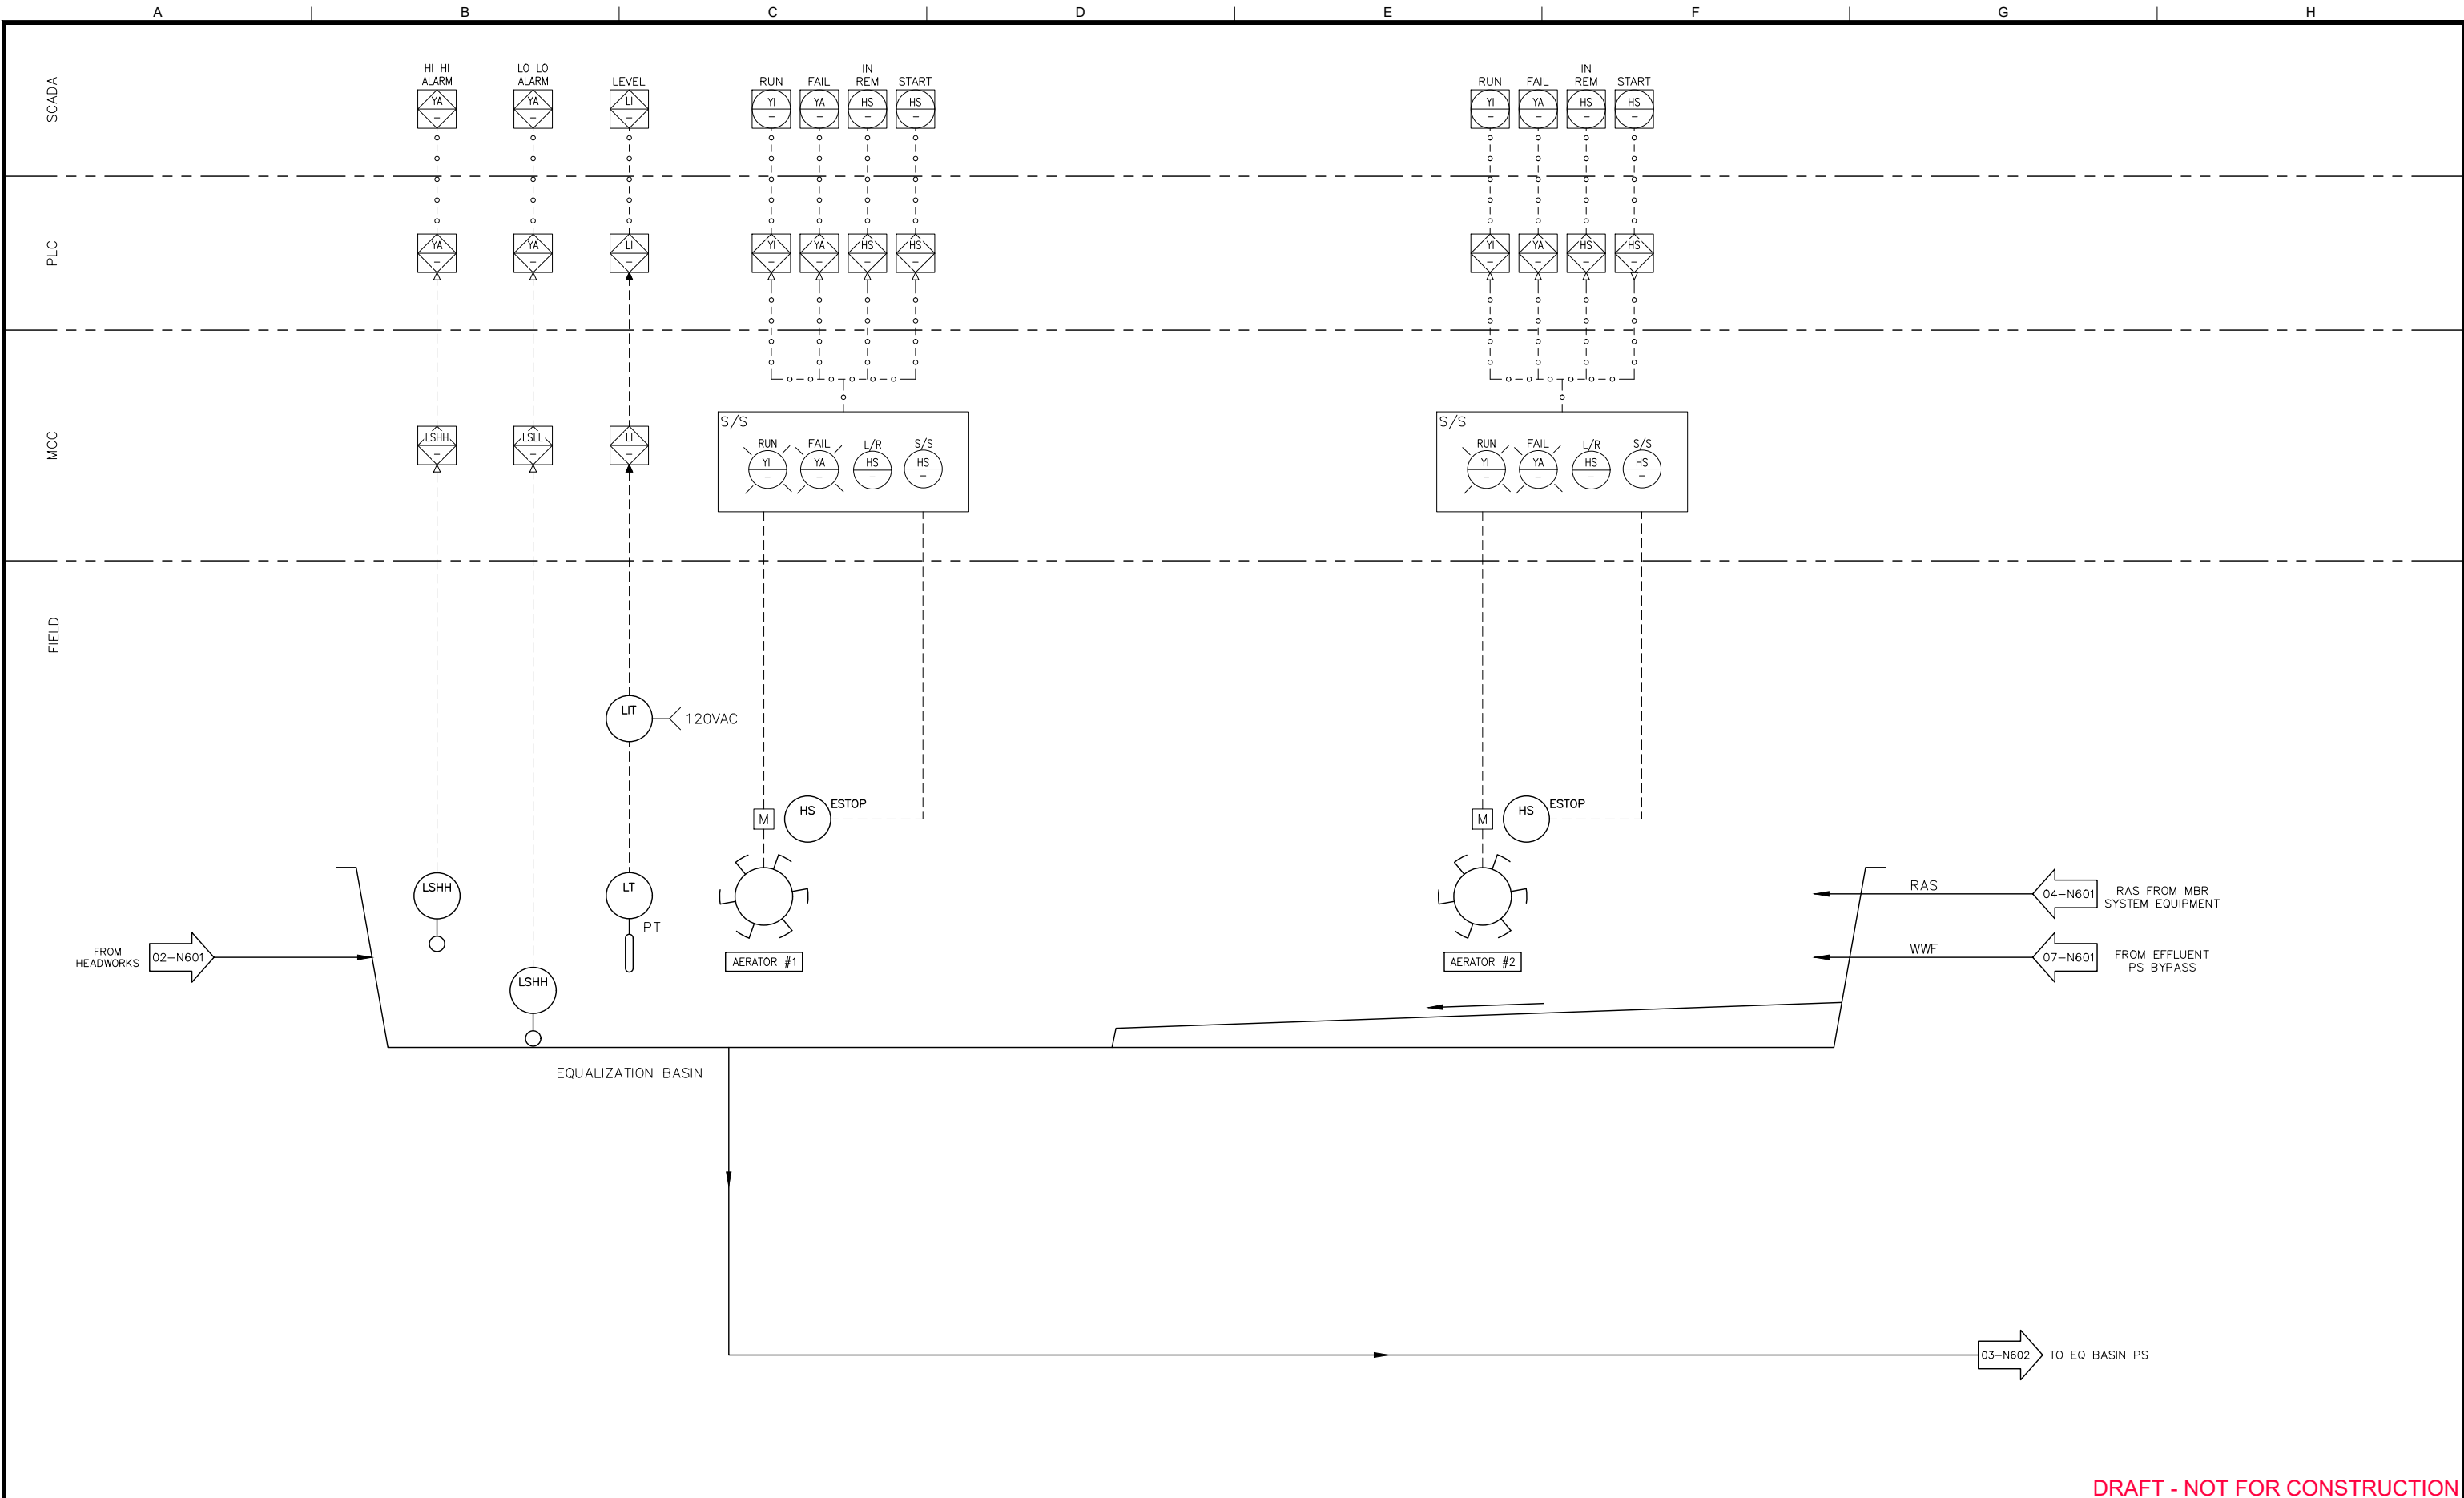 A B C D E F G H
SCADA
HI HI
ALARM
YA
–
LO LO
ALARM
YA
–
LEVEL
LI
–
RUN
YI
–
FAIL
YA
–
IN
REM
HS
–
START
HS
–
RUN
YI
–
FAIL
YA
–
IN
REM
HS
–
START
HS
–
PLC
YA
–
YA
–
LI
–
YI
–
YA
–
HS
–
HS
–
YI
–
YA
–
HS
–
HS
–
MCC
LSHH
–
LSLL
–
LI
–
S/S
RUN
YI
–
FAIL
YA
–
L/R
HS
–
S/S
HS
–
S/S
RUN
YI
–
FAIL
YA
–
L/R
HS
–
S/S
HS
–
FIELD
LIT
120VAC
M
HS
ESTOP
M
HS
ESTOP
LSHH
LT
PT
RAS
04–N601
RAS FROM MBR
SYSTEM EQUIPMENT
FROM
HEADWORKS
02–N601
AERATOR #1
AERATOR #2
WWF
07–N601
FROM EFFLUENT
PS BYPASS
LSHH
EQUALIZATION BASIN
03–N602
TO EQ BASIN PS
DRAFT - NOT FOR CONSTRUCTION